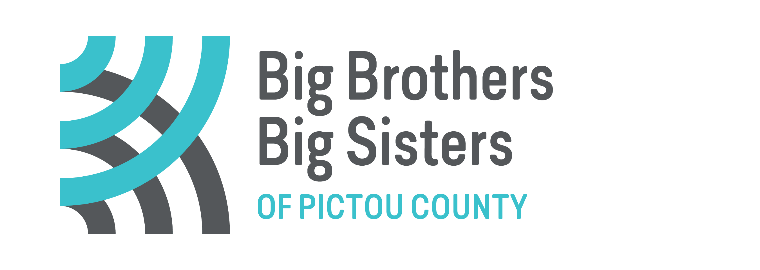 Big Brothers
Big Sisters
OF PICTOU COUNTY